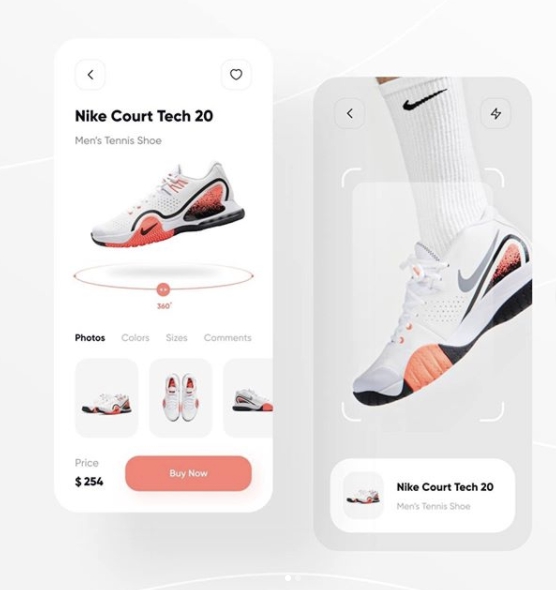 Nike Court Tech 20
Men's Tennis Shoe
360°
Photos Colors Sizes Comments
Price
$ 254
Buy Now
Nike Court Tech 20
Men's Tennis Shoe